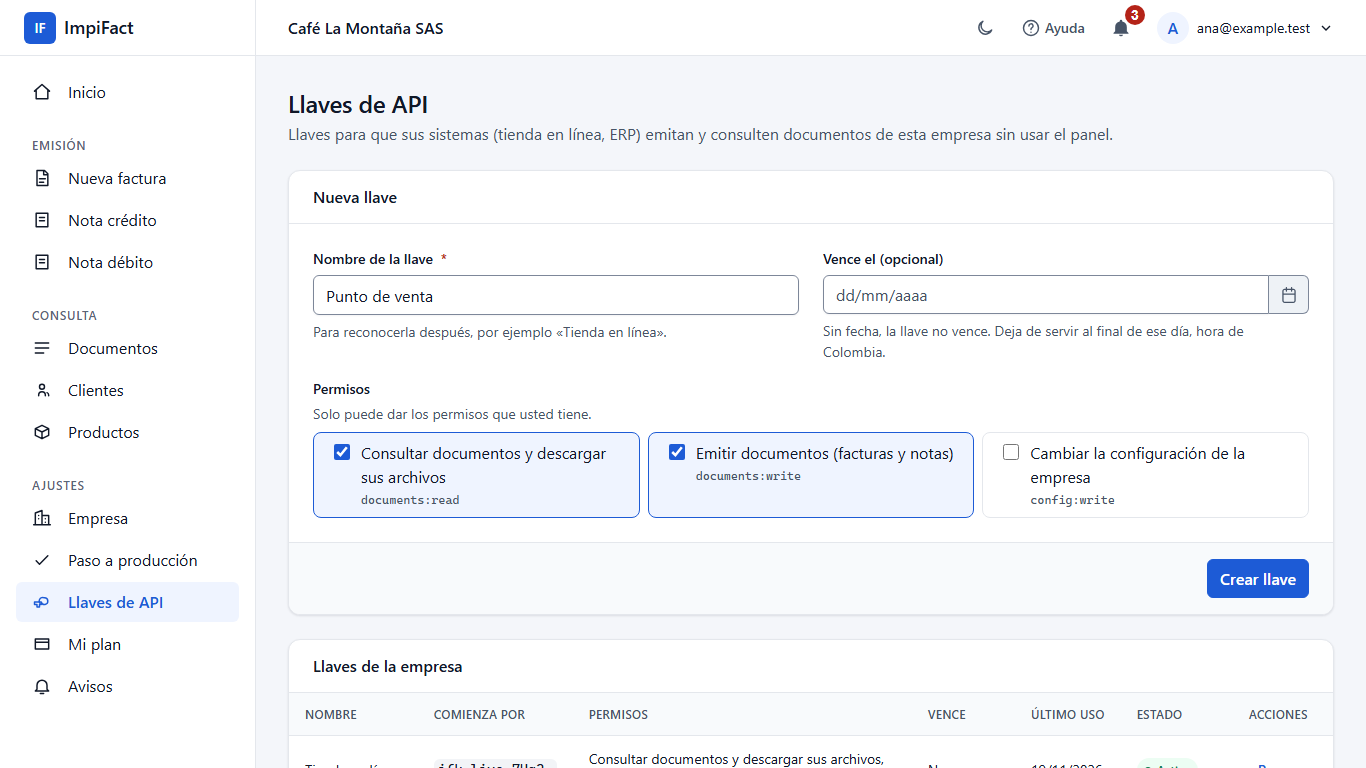 IF ImpiFact
Café La Montaña SAS
Ayuda
3
A
ana@example.test
Inicio
EMISIÓN
Nueva factura
Nota crédito
Nota débito
CONSULTA
Documentos
Clientes
Productos
AJUSTES
Empresa
Paso a producción
Llaves de API
Mi plan
Avisos
Llaves de API
Llaves para que sus sistemas (tienda en línea, ERP) emitan y consulten documentos de esta empresa sin usar el panel.
Nueva llave
Nombre de la llave *
Punto de venta
Para reconocerla después, por ejemplo «Tienda en línea».
Vence el (opcional)
dd/mm/aaaa
Sin fecha, la llave no vence. Deja de servir al final de ese día, hora de
Colombia.
Permisos
Solo puede dar los permisos que usted tiene.
Consultar documentos y descargar
sus archivos
documents:read
Emitir documentos (facturas y notas)
documents:write
Cambiar la configuración de la
empresa
config:write
Crear llave
Llaves de la empresa
NOMBRE COMIENZA POR PERMISOS VENCE ÚLTIMO USO ESTADO ACCIONES
Consultar documentos y descargar sus archivos,